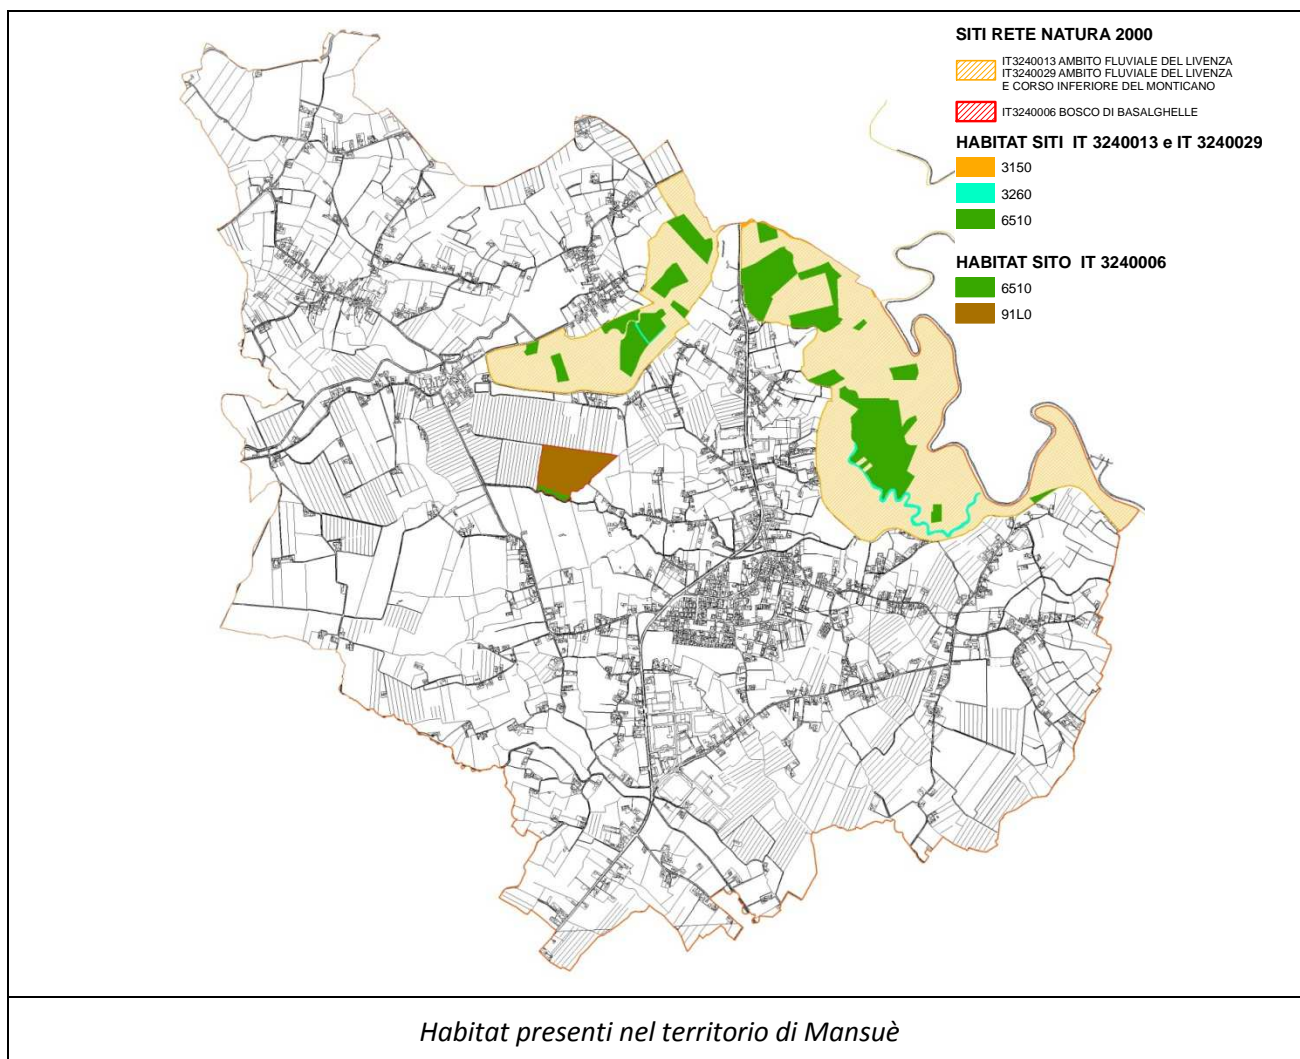 SITI RETE NATURA 2000
IT3240013 AMBITO FLUVIALE DEL LIVENZA
IT3240029 AMBITO FLUVIALE DEL LIVENZA
E CORSO INFERIORE DEL MONTICANO
IT3240006 BOSCO DI BASALGHELLE
HABITAT SITI IT 3240013 e IT 3240029
3150
3260
6510
HABITAT SITO IT 3240006
6510
91L0
Habitat presenti nel territorio di Mansuè